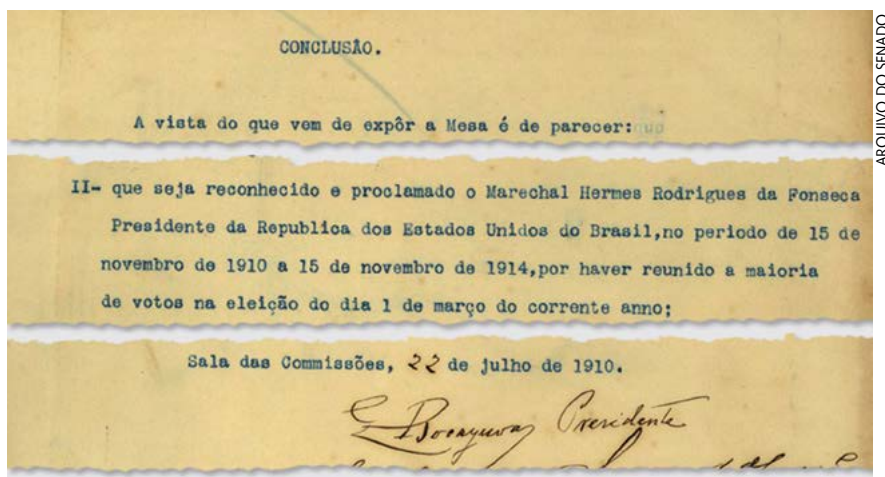 CONCLUSÃO.
A vista do que vem de expôr a Mesa é de parecer:
II- que seja reconhecido e proclamado o Marechal Hermes Rodrigues da Fonseca
Presidente da Republica dos Estados Unidos do Brasil,no periodo de 15 de
novembro de 1910 a 15 de novembro de 1914,por haver reunido a maioria
de votos na eleição do dia 1 de março do corrente anno;
Sala das Commissões, 22 de julho de 1910.
Bocayuva Presidente
ARQUIVO DO SENADO